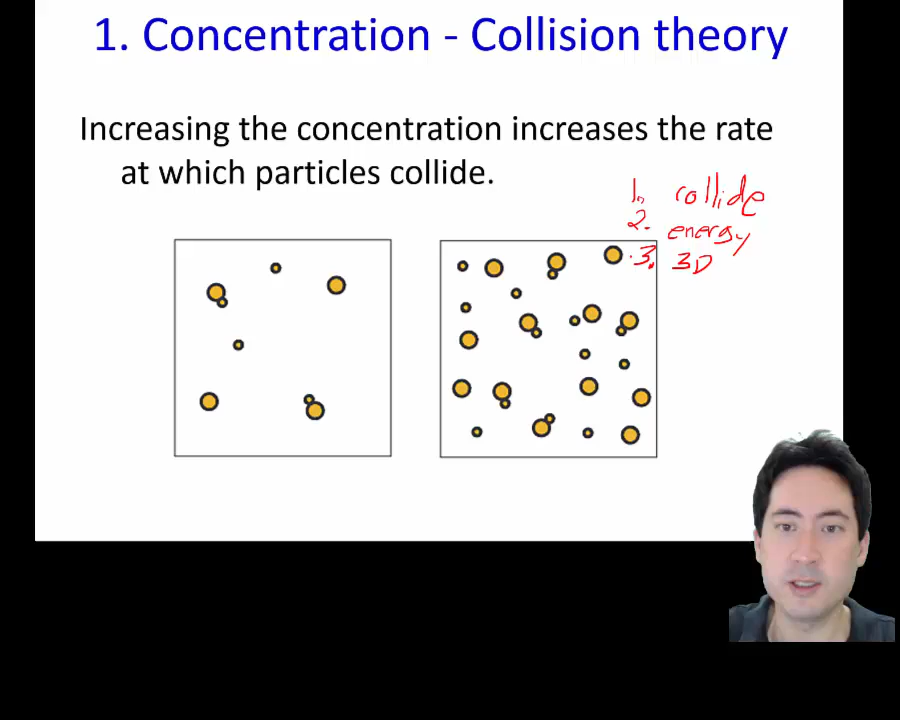 1. Concentration - Collision theory
Increasing the concentration increases the rate
at which particles collide.
1. collide
2. energy
3. 3D